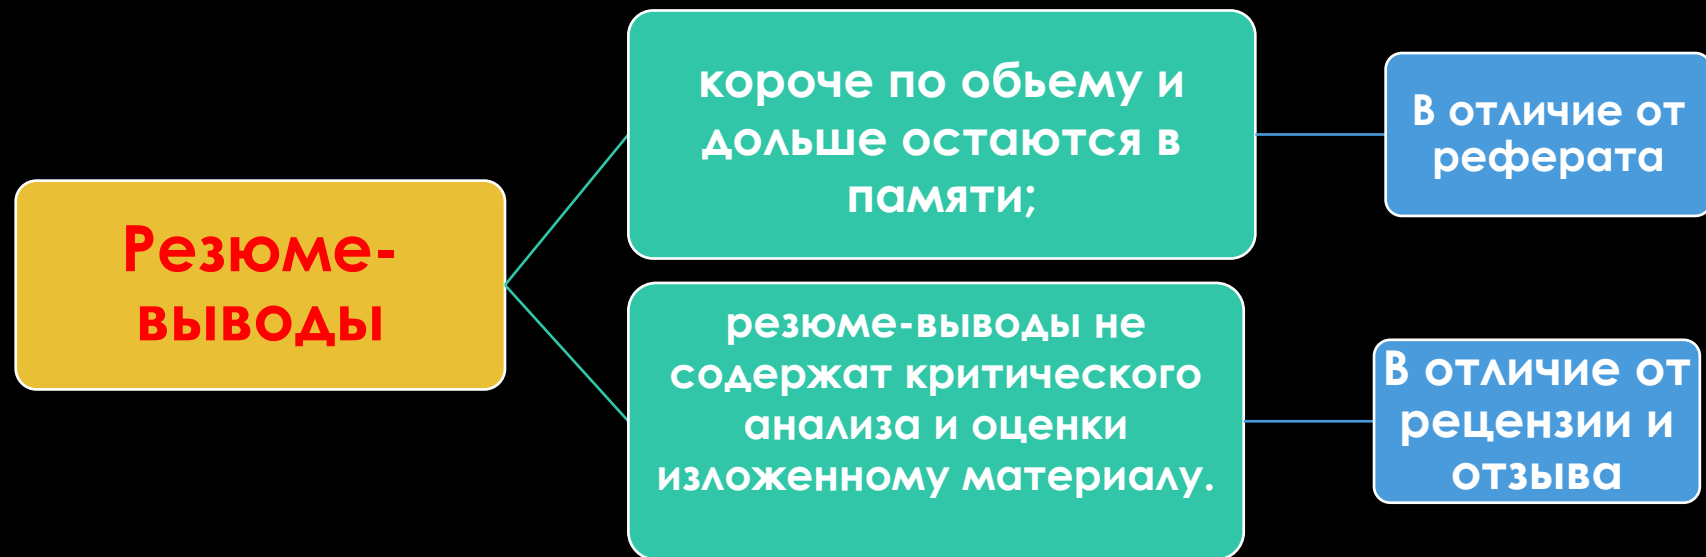 Резюме-
выводы
короче по обьему и
дольше остаются в
памяти;
В отличие от
реферата
резюме-выводы не
содержат критического
анализа и оценки
изложенному материалу.
В отличие от
рецензии и
отзыва